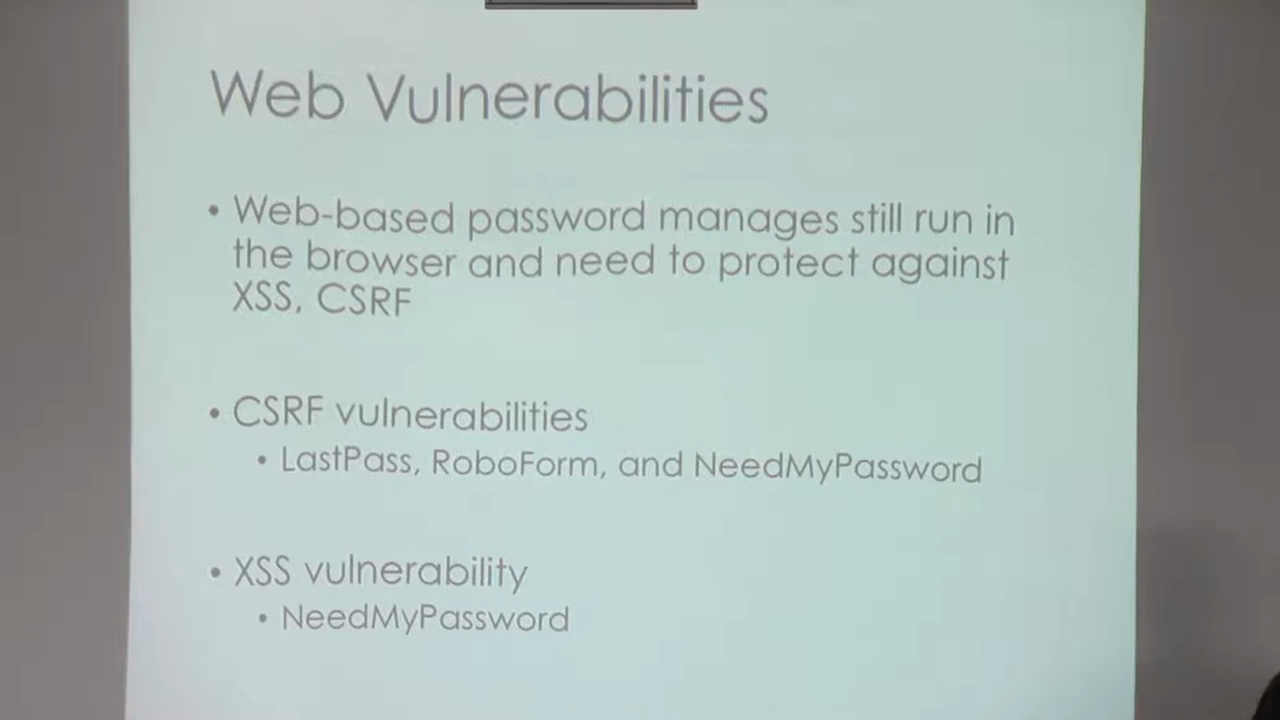 Web Vulnerabilities
• Web-based password manages still run in
the browser and need to protect against
XSS, CSRF
• CSRF vulnerabilities
• LastPass, RoboForm, and NeedMyPassword
• XSS vulnerability
• NeedMyPassword